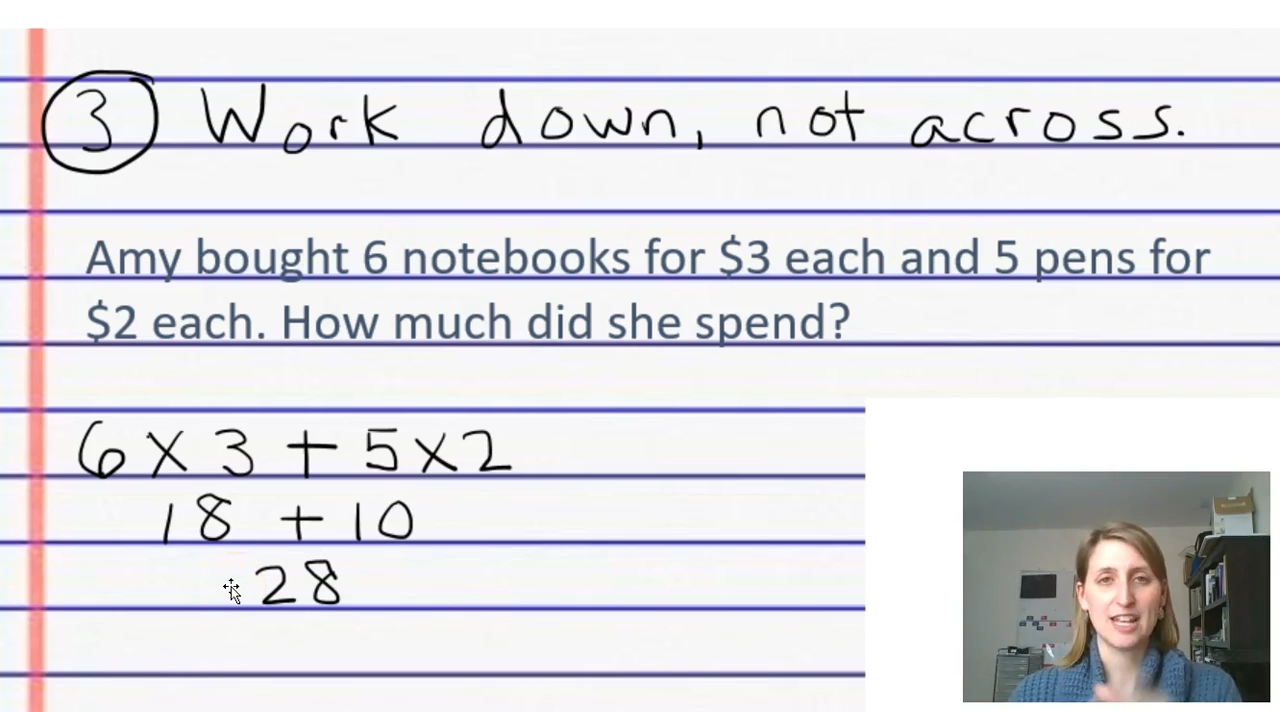 3 Work down, not across.
Amy bought 6 notebooks for $3 each and 5 pens for
$2 each. How much did she spend?
6 × 3 + 5 × 2
18 + 10
28